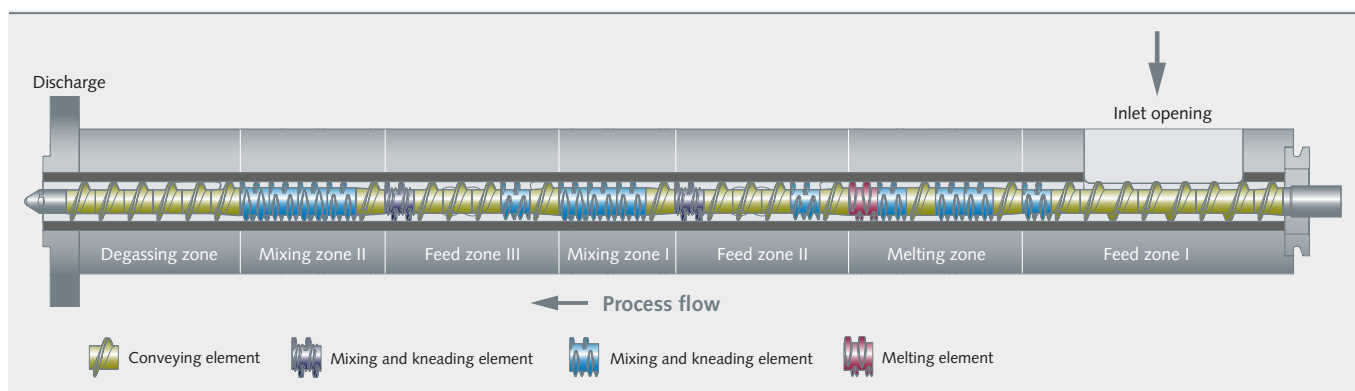 Discharge
Inlet opening
Degassing zone
Mixing zone II
Feed zone III
Mixing zone I
Feed zone II
Melting zone
Feed zone I
Process flow
Conveying element
Mixing and kneading element
Mixing and kneading element
Melting element